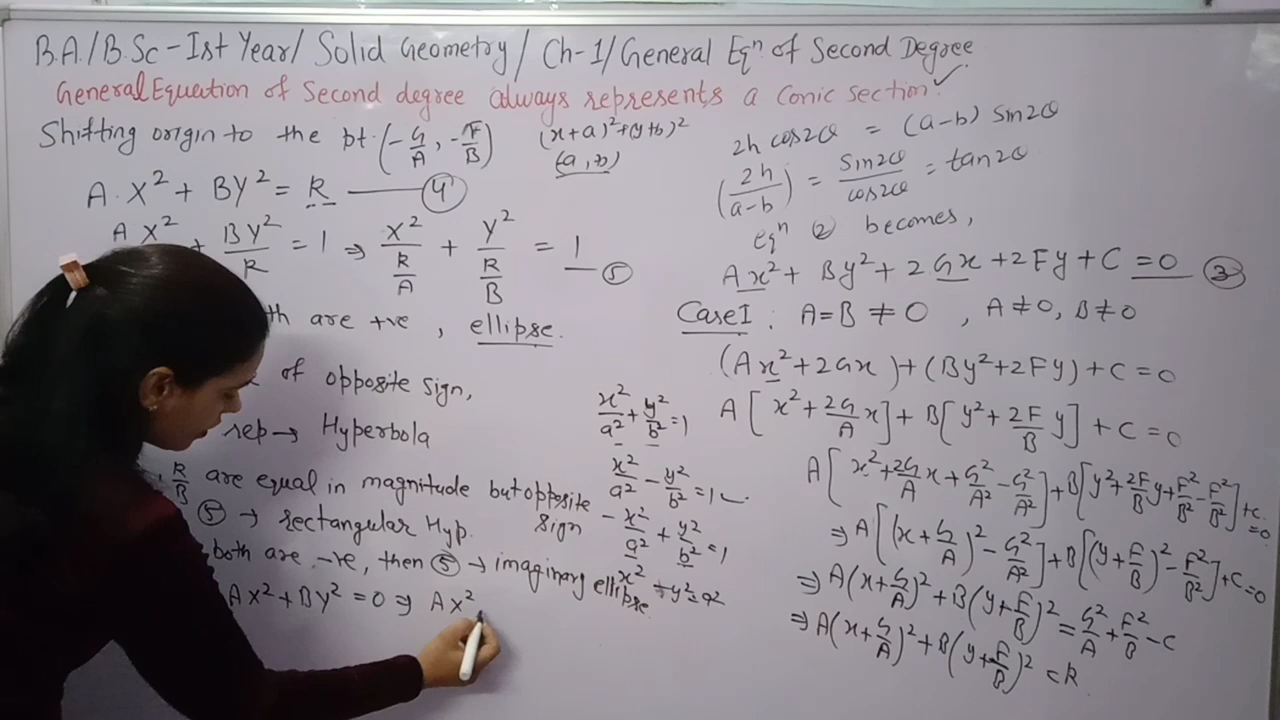 B.A./B.Sc - Ist Year / Solid Geometry / Ch-1 / General Eqⁿ of Second Degree
General Equation of Second degree always represents a Conic section. ✓
Shifting origin to the pt. (-G/A, -F/B) (x+a)²+(y+b)²
(a, b)
A·X² + BY² = R —— (4)
AX² + BY²/R = 1 ⇒ X²/(R/A) + Y²/(R/B) = 1 — (5)
th are +ve, ellipse.
of opposite sign,
rep → Hyperbola
R/B are equal in magnitude but opposite sign
(5) → rectangular Hyp.
both are -ve, then (5) → imaginary ellipse.
AX² + BY² = 0 ⇒ AX²
x²/a² + y²/b² = 1
x²/a² - y²/b² = 1
- x²/a² + y²/b² = 1
x² + y² = a²
2h cos2θ = (a-b) sin2θ
(2h/(a-b)) = sin2θ/cos2θ = tan2θ
eqⁿ (2) becomes,
Ax² + By² + 2Gx + 2Fy + C = 0 — (3)
Case I : A=B ≠ 0 , A ≠ 0, B ≠ 0
(Ax²+2Gx)+(By²+2Fy)+C=0
A[x²+2G/A x]+B[y²+2F/B y]+C=0
A[x²+2G/A x+G²/A²-G²/A²]+B[y²+2F/B y+F²/B²-F²/B²]+C=0
⇒ A[(x+G/A)²-G²/A²]+B[(y+F/B)²-F²/B²]+C=0
⇒ A(x+G/A)²+B(y+F/B)²=G²/A+F²/B-C
⇒ A(x+G/A)²+B(y+F/B)²=R